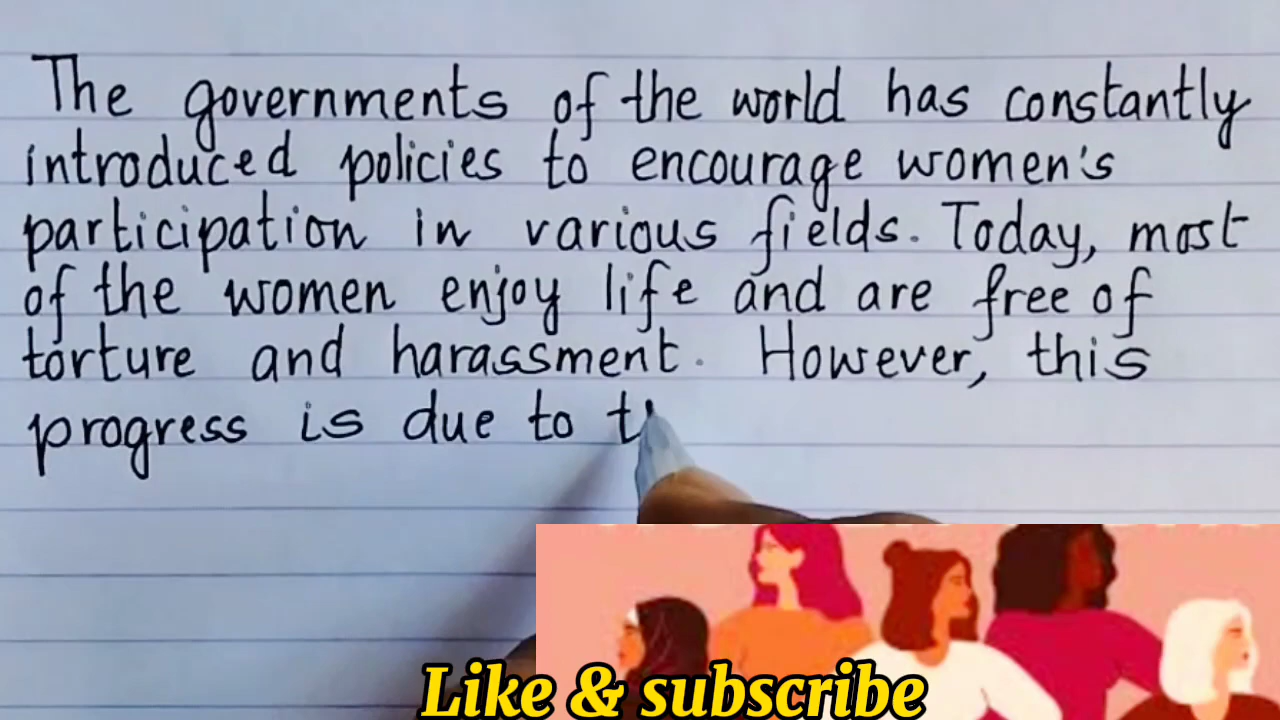 The governments of the world has constantly
introduced policies to encourage women's
participation in various fields. Today, most
of the women enjoy life and are free of
torture and harassment. However, this
progress is due to t
Like & subscribe